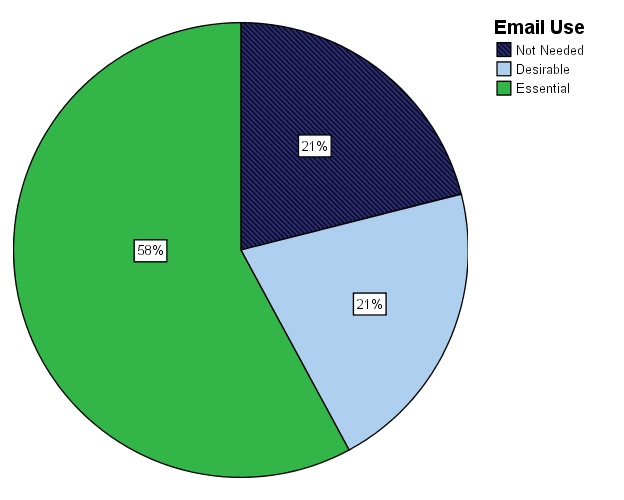 Email Use
Not Needed
Desirable
Essential
21%
58%
21%